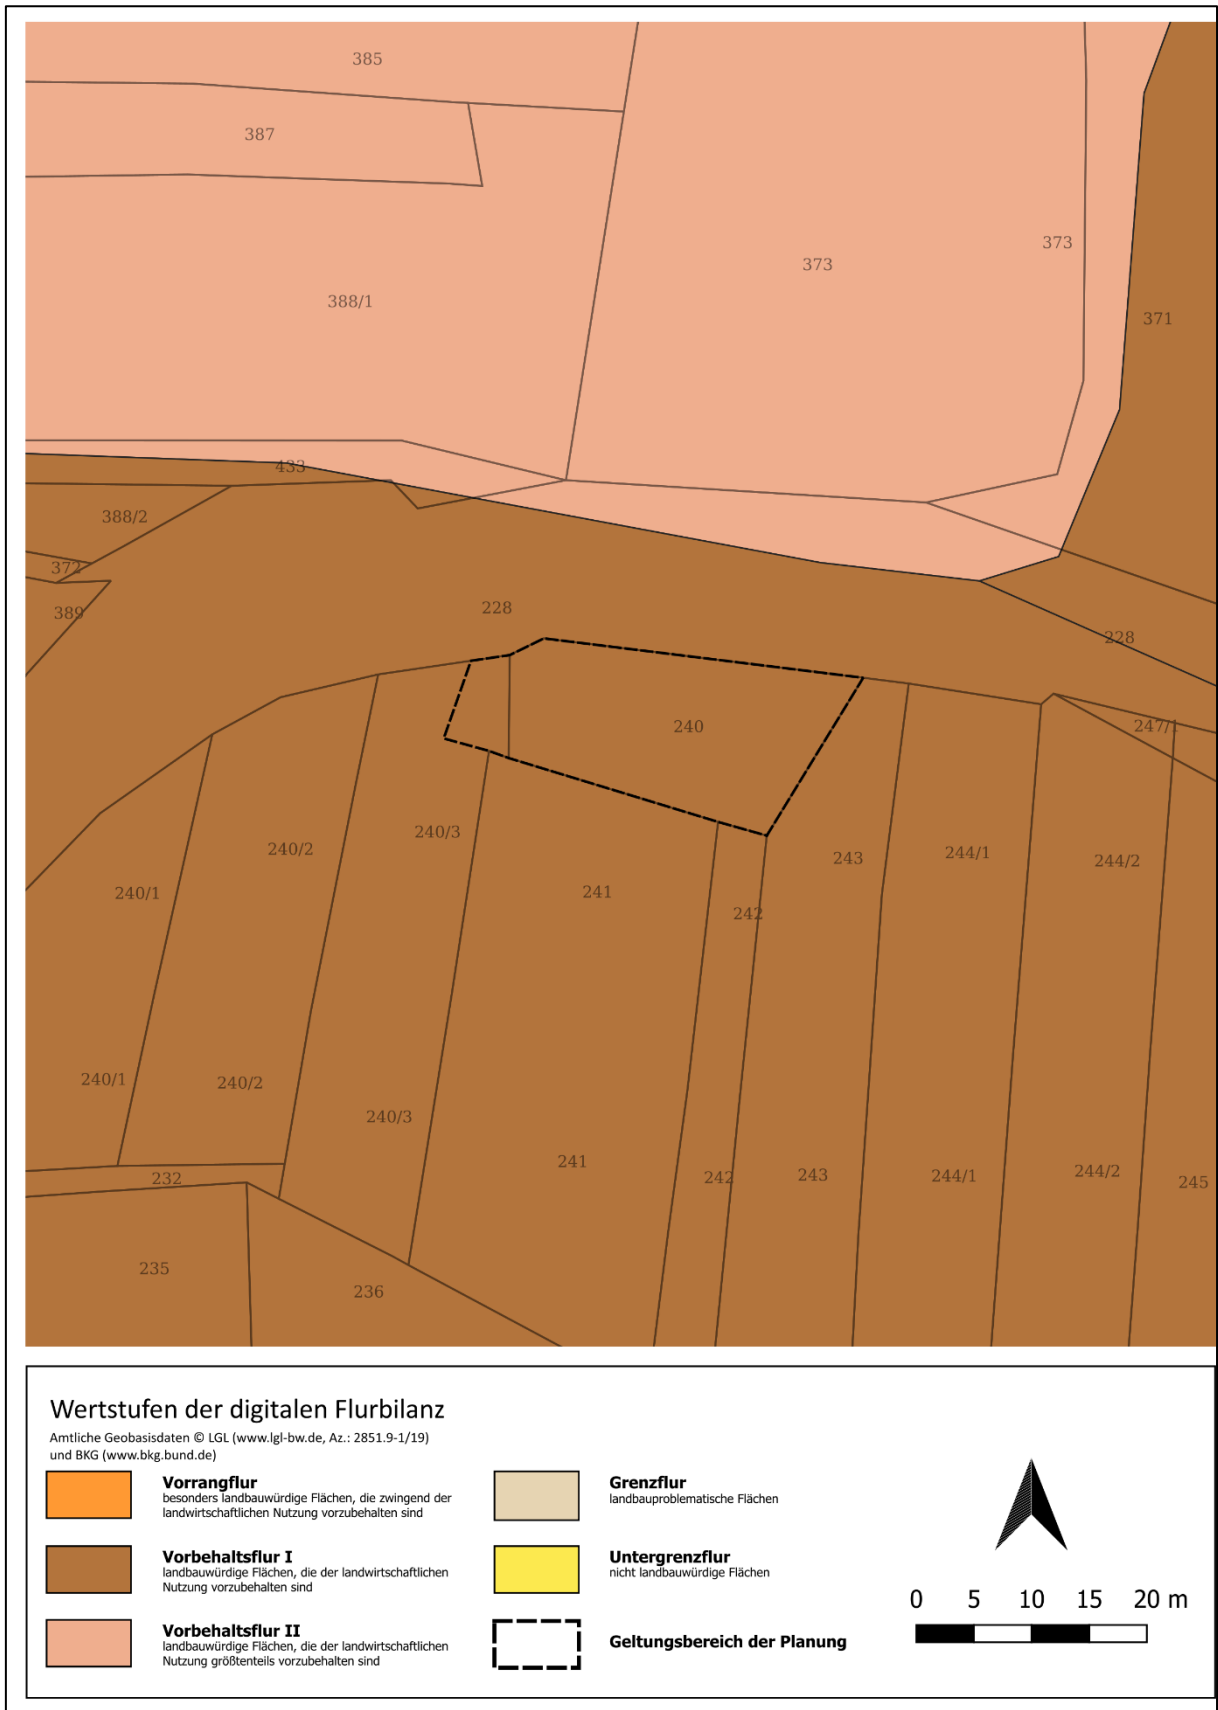 385
387
373
373
388/1
371
433
388/2
372
389
228
228
240
247/1
240/3
240/2
243
244/1
244/2
240/1
241
242
240/1
240/2
240/3
241
242
243
244/1
244/2
245
232
235
236
Wertstufen der digitalen Flurbilanz
Amtliche Geobasisdaten © LGL (www.lgl-bw.de, Az.: 2851.9-1/19)
und BKG (www.bkg.bund.de)
Vorrangflur
besonders landbauwürdige Flächen, die zwingend der
landwirtschaftlichen Nutzung vorzubehalten sind
Vorbehaltsflur I
landbauwürdige Flächen, die der landwirtschaftlichen
Nutzung vorzubehalten sind
Vorbehaltsflur II
landbauwürdige Flächen, die der landwirtschaftlichen
Nutzung größtenteils vorzubehalten sind
Grenzflur
landbauproblematische Flächen
Untergrenzflur
nicht landbauwürdige Flächen
Geltungsbereich der Planung
0 5 10 15 20 m